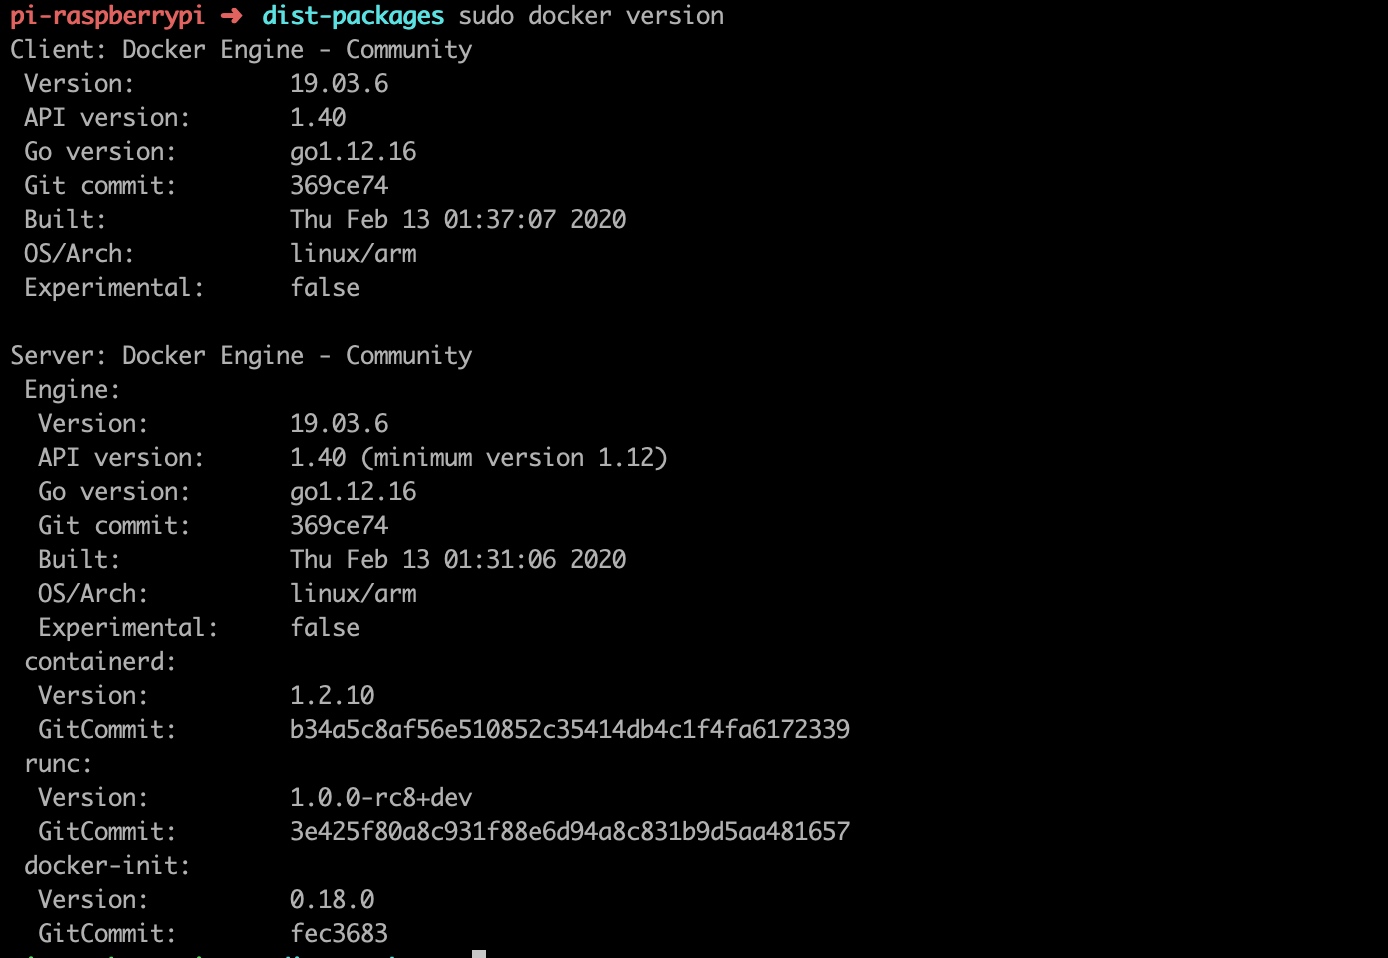 pi-raspberrypi ➜ dist-packages sudo docker version
Client: Docker Engine - Community
Version: 19.03.6
API version: 1.40
Go version: go1.12.16
Git commit: 369ce74
Built: Thu Feb 13 01:37:07 2020
OS/Arch: linux/arm
Experimental: false
Server: Docker Engine - Community
Engine:
Version: 19.03.6
API version: 1.40 (minimum version 1.12)
Go version: go1.12.16
Git commit: 369ce74
Built: Thu Feb 13 01:31:06 2020
OS/Arch: linux/arm
Experimental: false
containerd:
Version: 1.2.10
GitCommit: b34a5c8af56e510852c35414db4c1f4fa6172339
runc:
Version: 1.0.0-rc8+dev
GitCommit: 3e425f80a8c931f88e6d94a8c831b9d5aa481657
docker-init:
Version: 0.18.0
GitCommit: fec3683